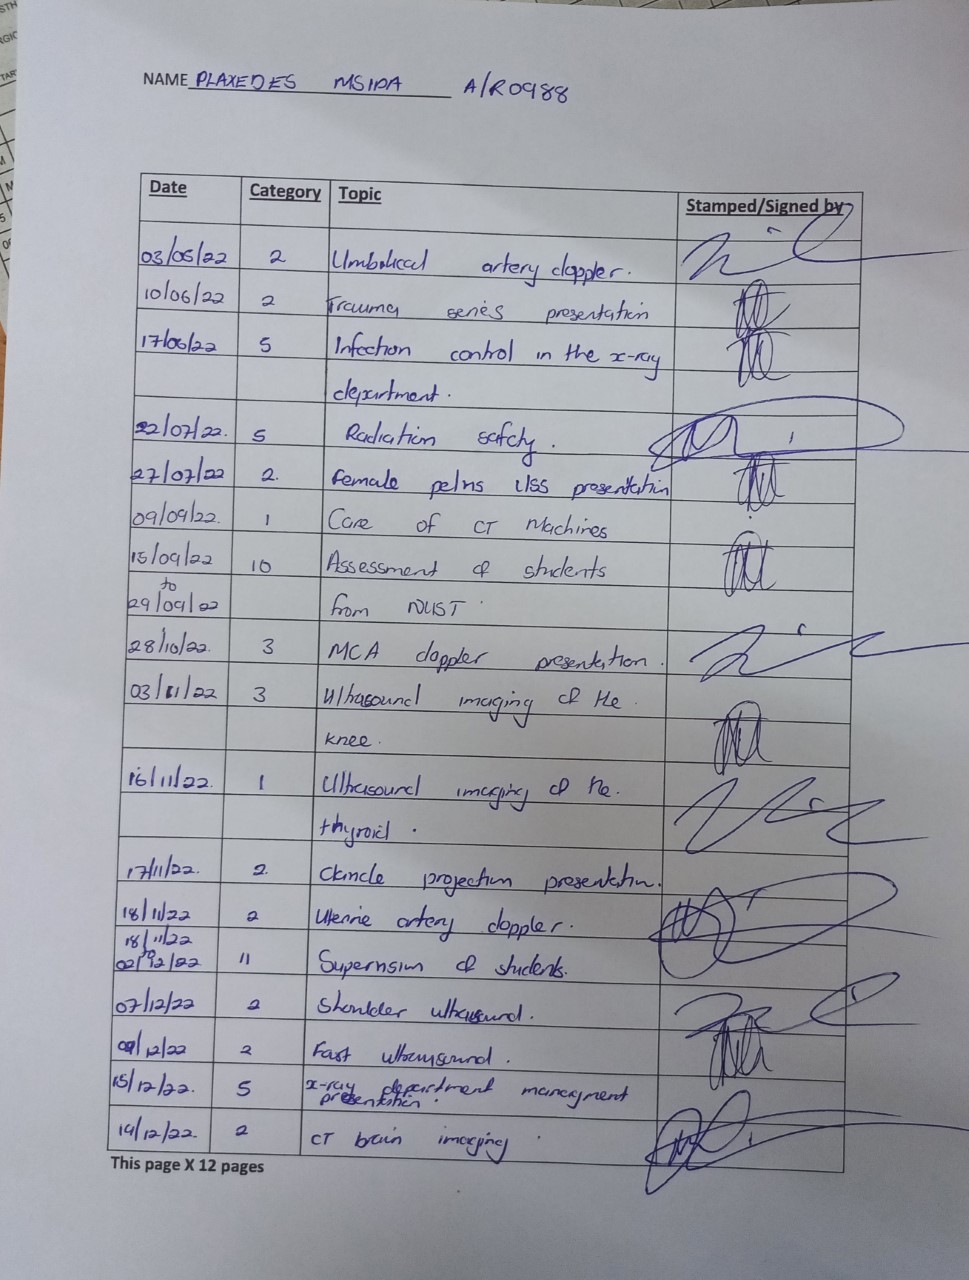 NAME PLAXEDES MSIPA A/R0988
Date Category Topic Stamped/Signed by
03/06/22 2 Umbilical artery doppler.
10/06/22 2 Trauma series presentation
17/06/22 5 Infection control in the x-ray
department.
22/07/22. 5 Radiation safety.
27/07/22 2. Female pelvis USS presentation
09/09/22. 1 Care of CT Machines
15/09/22 10 Assessment of students
to
29/09/22 from NUST
28/10/22. 3 MCA doppler presentation.
03/11/22 3 Ultrasound imaging of the
knee.
16/11/22. 1 Ultrasound imaging of the
thyroid.
17/11/22. 2. presentation.
18/11/22 2 Uterine artery doppler.
18/11/22
to
02/12/22 11 Supervision of students.
07/12/22 2 Shoulder ultrasound.
09/12/22 2 Fast ultrasound.
15/12/22. 5 x-ray department managment
presentation.
19/12/22. 2 CT brain imaging
This page X 12 pages